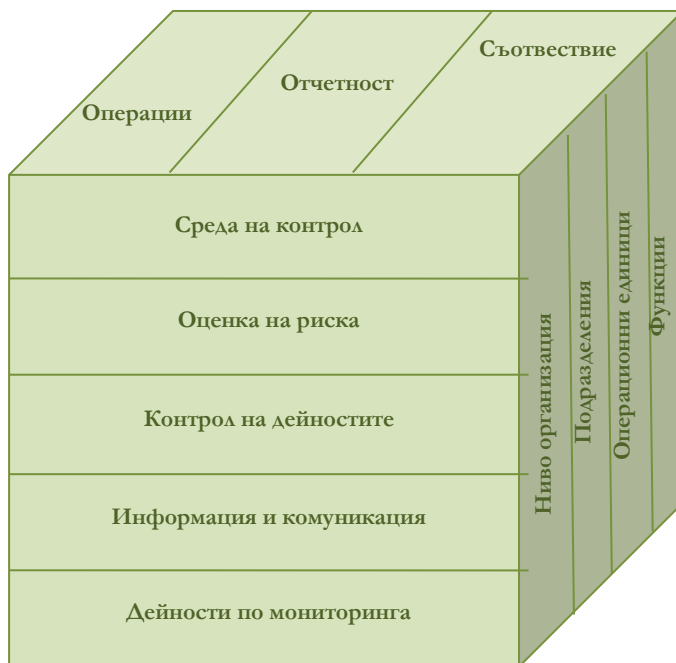 Операции
Отчетност
Съотвествие
Среда на контрол
Оценка на риска
Контрол на дейностите
Информация и комуникация
Дейности по мониторинга
Ниво организация
Подразделения
Операционни единици
Функции